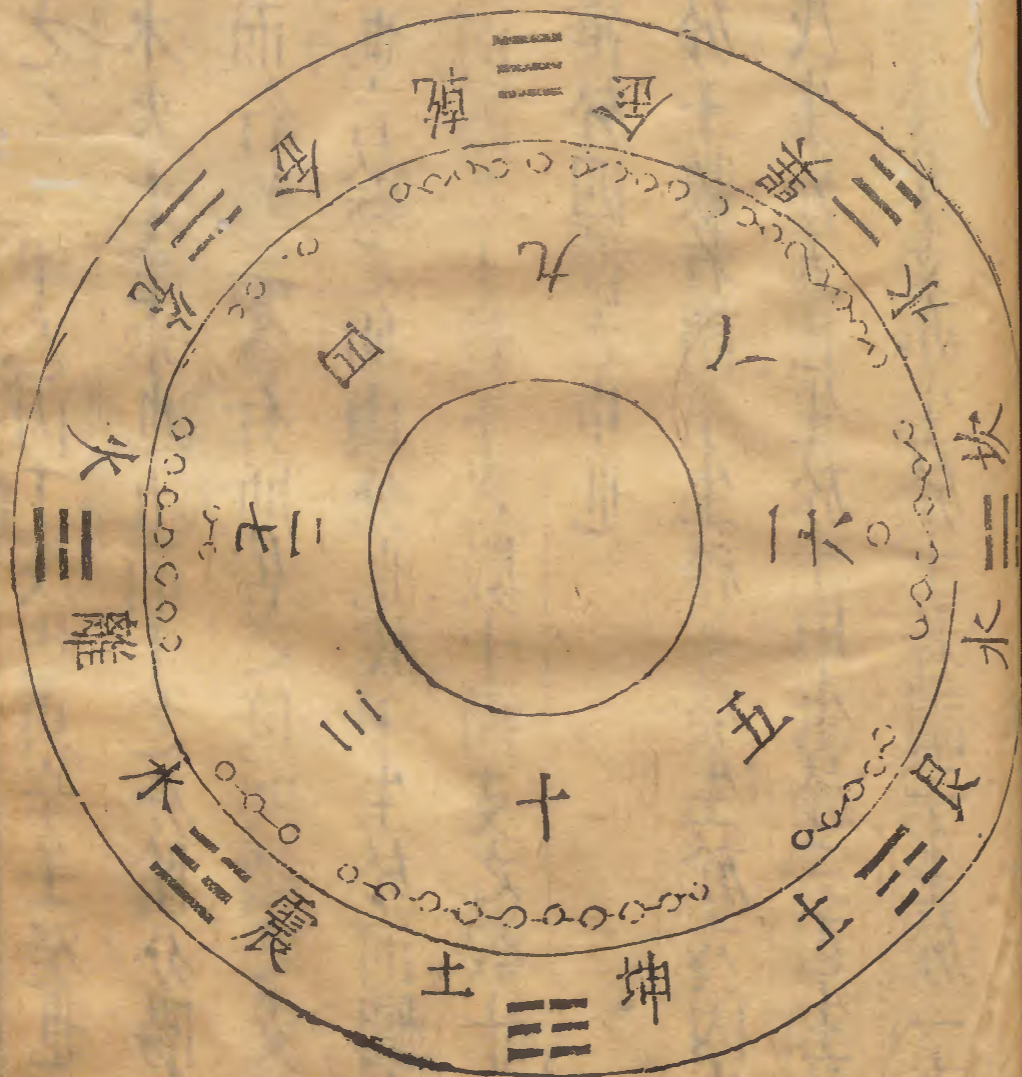 乾
金
巽
坎
水
艮
土
坤
土
震
木
離
火
兌
金
九
八
一六
五
十
三
二七
四